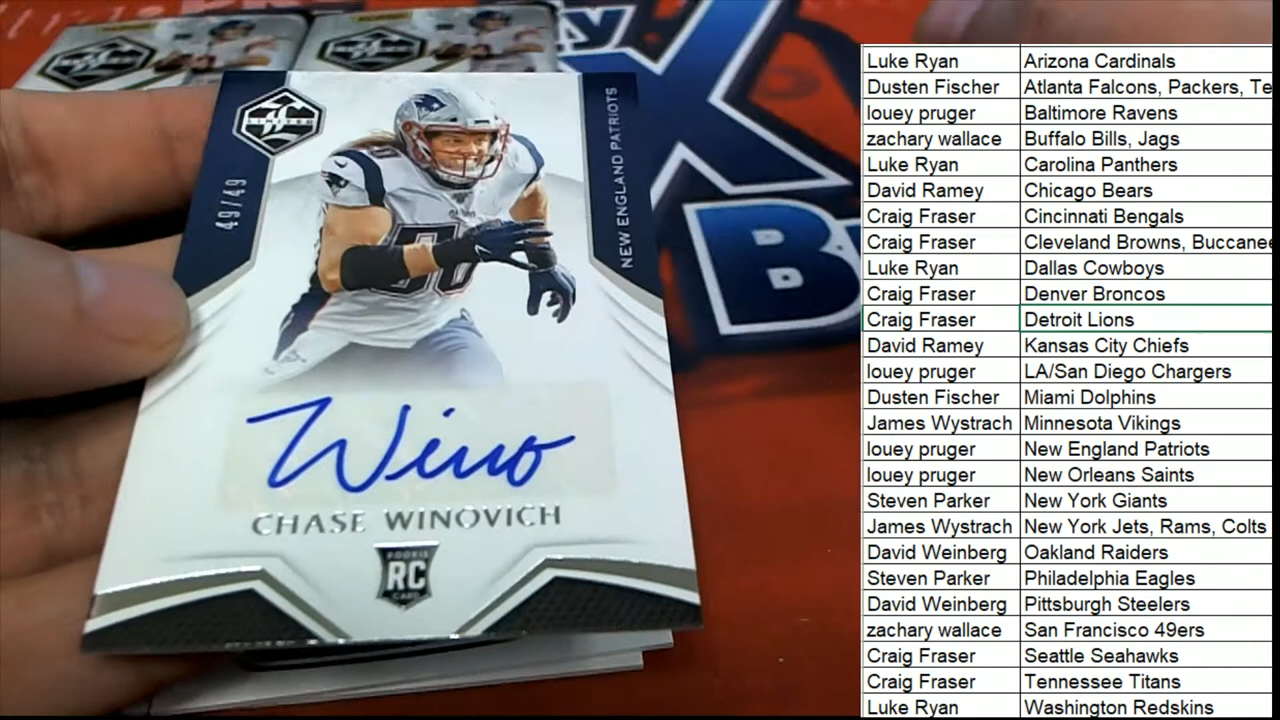 LIMITED
49/49
NEW ENGLAND PATRIOTS
Wino
CHASE WINOVICH
ROOKIE
RC
CARD
Luke Ryan Arizona Cardinals
Dusten Fischer Atlanta Falcons, Packers, Te
louey pruger Baltimore Ravens
zachary wallace Buffalo Bills, Jags
Luke Ryan Carolina Panthers
David Ramey Chicago Bears
Craig Fraser Cincinnati Bengals
Craig Fraser Cleveland Browns, Buccanee
Luke Ryan Dallas Cowboys
Craig Fraser Denver Broncos
Craig Fraser Detroit Lions
David Ramey Kansas City Chiefs
louey pruger LA/San Diego Chargers
Dusten Fischer Miami Dolphins
James Wystrach Minnesota Vikings
louey pruger New England Patriots
louey pruger New Orleans Saints
Steven Parker New York Giants
James Wystrach New York Jets, Rams, Colts
David Weinberg Oakland Raiders
Steven Parker Philadelphia Eagles
David Weinberg Pittsburgh Steelers
zachary wallace San Francisco 49ers
Craig Fraser Seattle Seahawks
Craig Fraser Tennessee Titans
Luke Ryan Washington Redskins